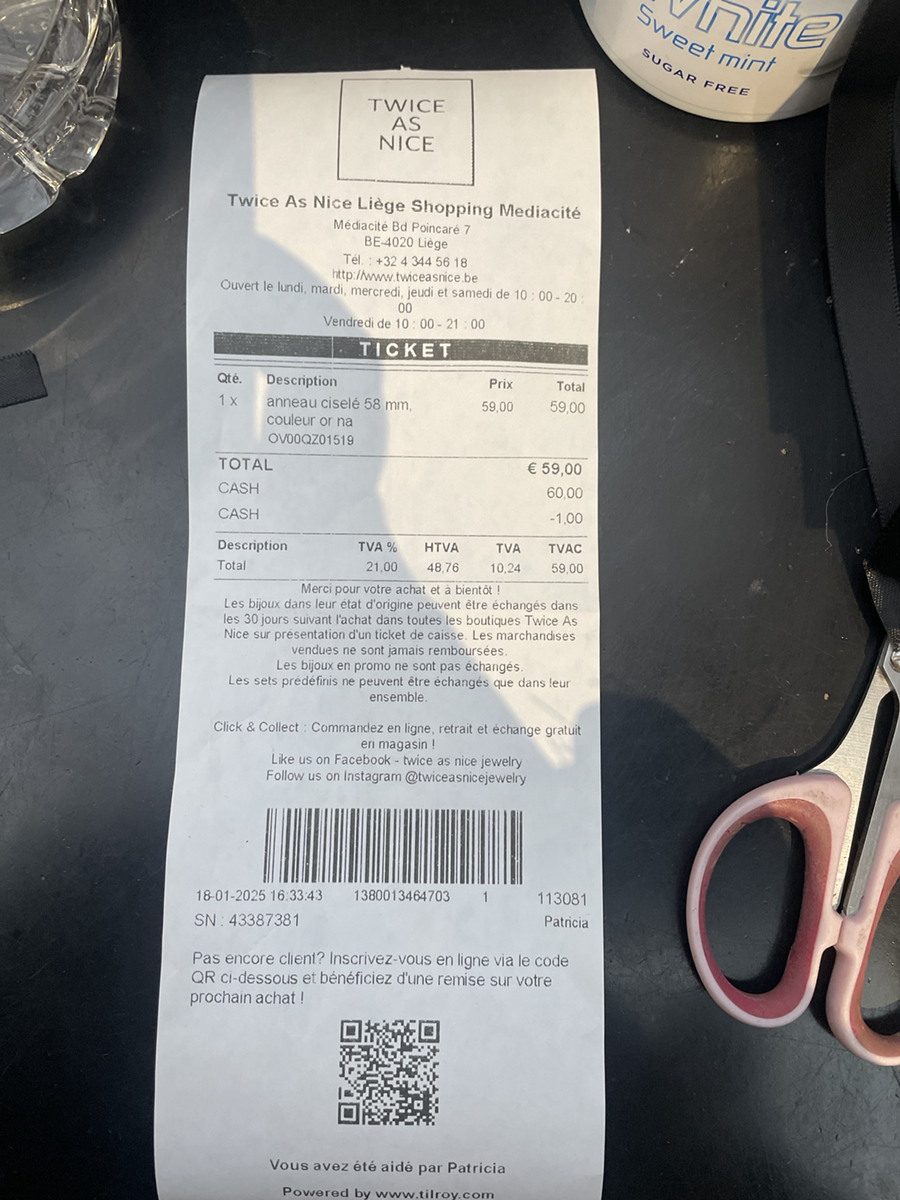 White
Sweet mint
SUGAR FREE
TWICE
AS
NICE
Twice As Nice Liège Shopping Mediacité
Médiacité Bd Poincaré 7
BE-4020 Liège
Tél. : +32 4 344 56 18
http://www.twiceasnice.be
Ouvert le lundi, mardi, mercredi, jeudi et samedi de 10 : 00 - 20 :
00
Vendredi de 10 : 00 - 21 : 00
TICKET
Qté. Description Prix Total
1 x anneau ciselé 58 mm, 59,00 59,00
couleur or na
OV00QZ01519
TOTAL € 59,00
CASH 60,00
CASH -1,00
Description TVA % HTVA TVA TVAC
Total 21,00 48,76 10,24 59,00
Merci pour votre achat et à bientôt !
Les bijoux dans leur état d'origine peuvent être échangés dans
les 30 jours suivant l'achat dans toutes les boutiques Twice As
Nice sur présentation d'un ticket de caisse. Les marchandises
vendues ne sont jamais remboursées.
Les bijoux en promo ne sont pas échangés.
Les sets prédéfinis ne peuvent être échangés que dans leur
ensemble.
Click & Collect : Commandez en ligne, retrait et échange gratuit
en magasin !
Like us on Facebook - twice as nice jewelry
Follow us on Instagram @twiceasnicejewelry
18-01-2025 16:33:43 1380013464703 1 113081
SN : 43387381 Patricia
Pas encore client? Inscrivez-vous en ligne via le code
QR ci-dessous et bénéficiez d'une remise sur votre
prochain achat !
Vous avez été aidé par Patricia
Powered by www.tilroy.com